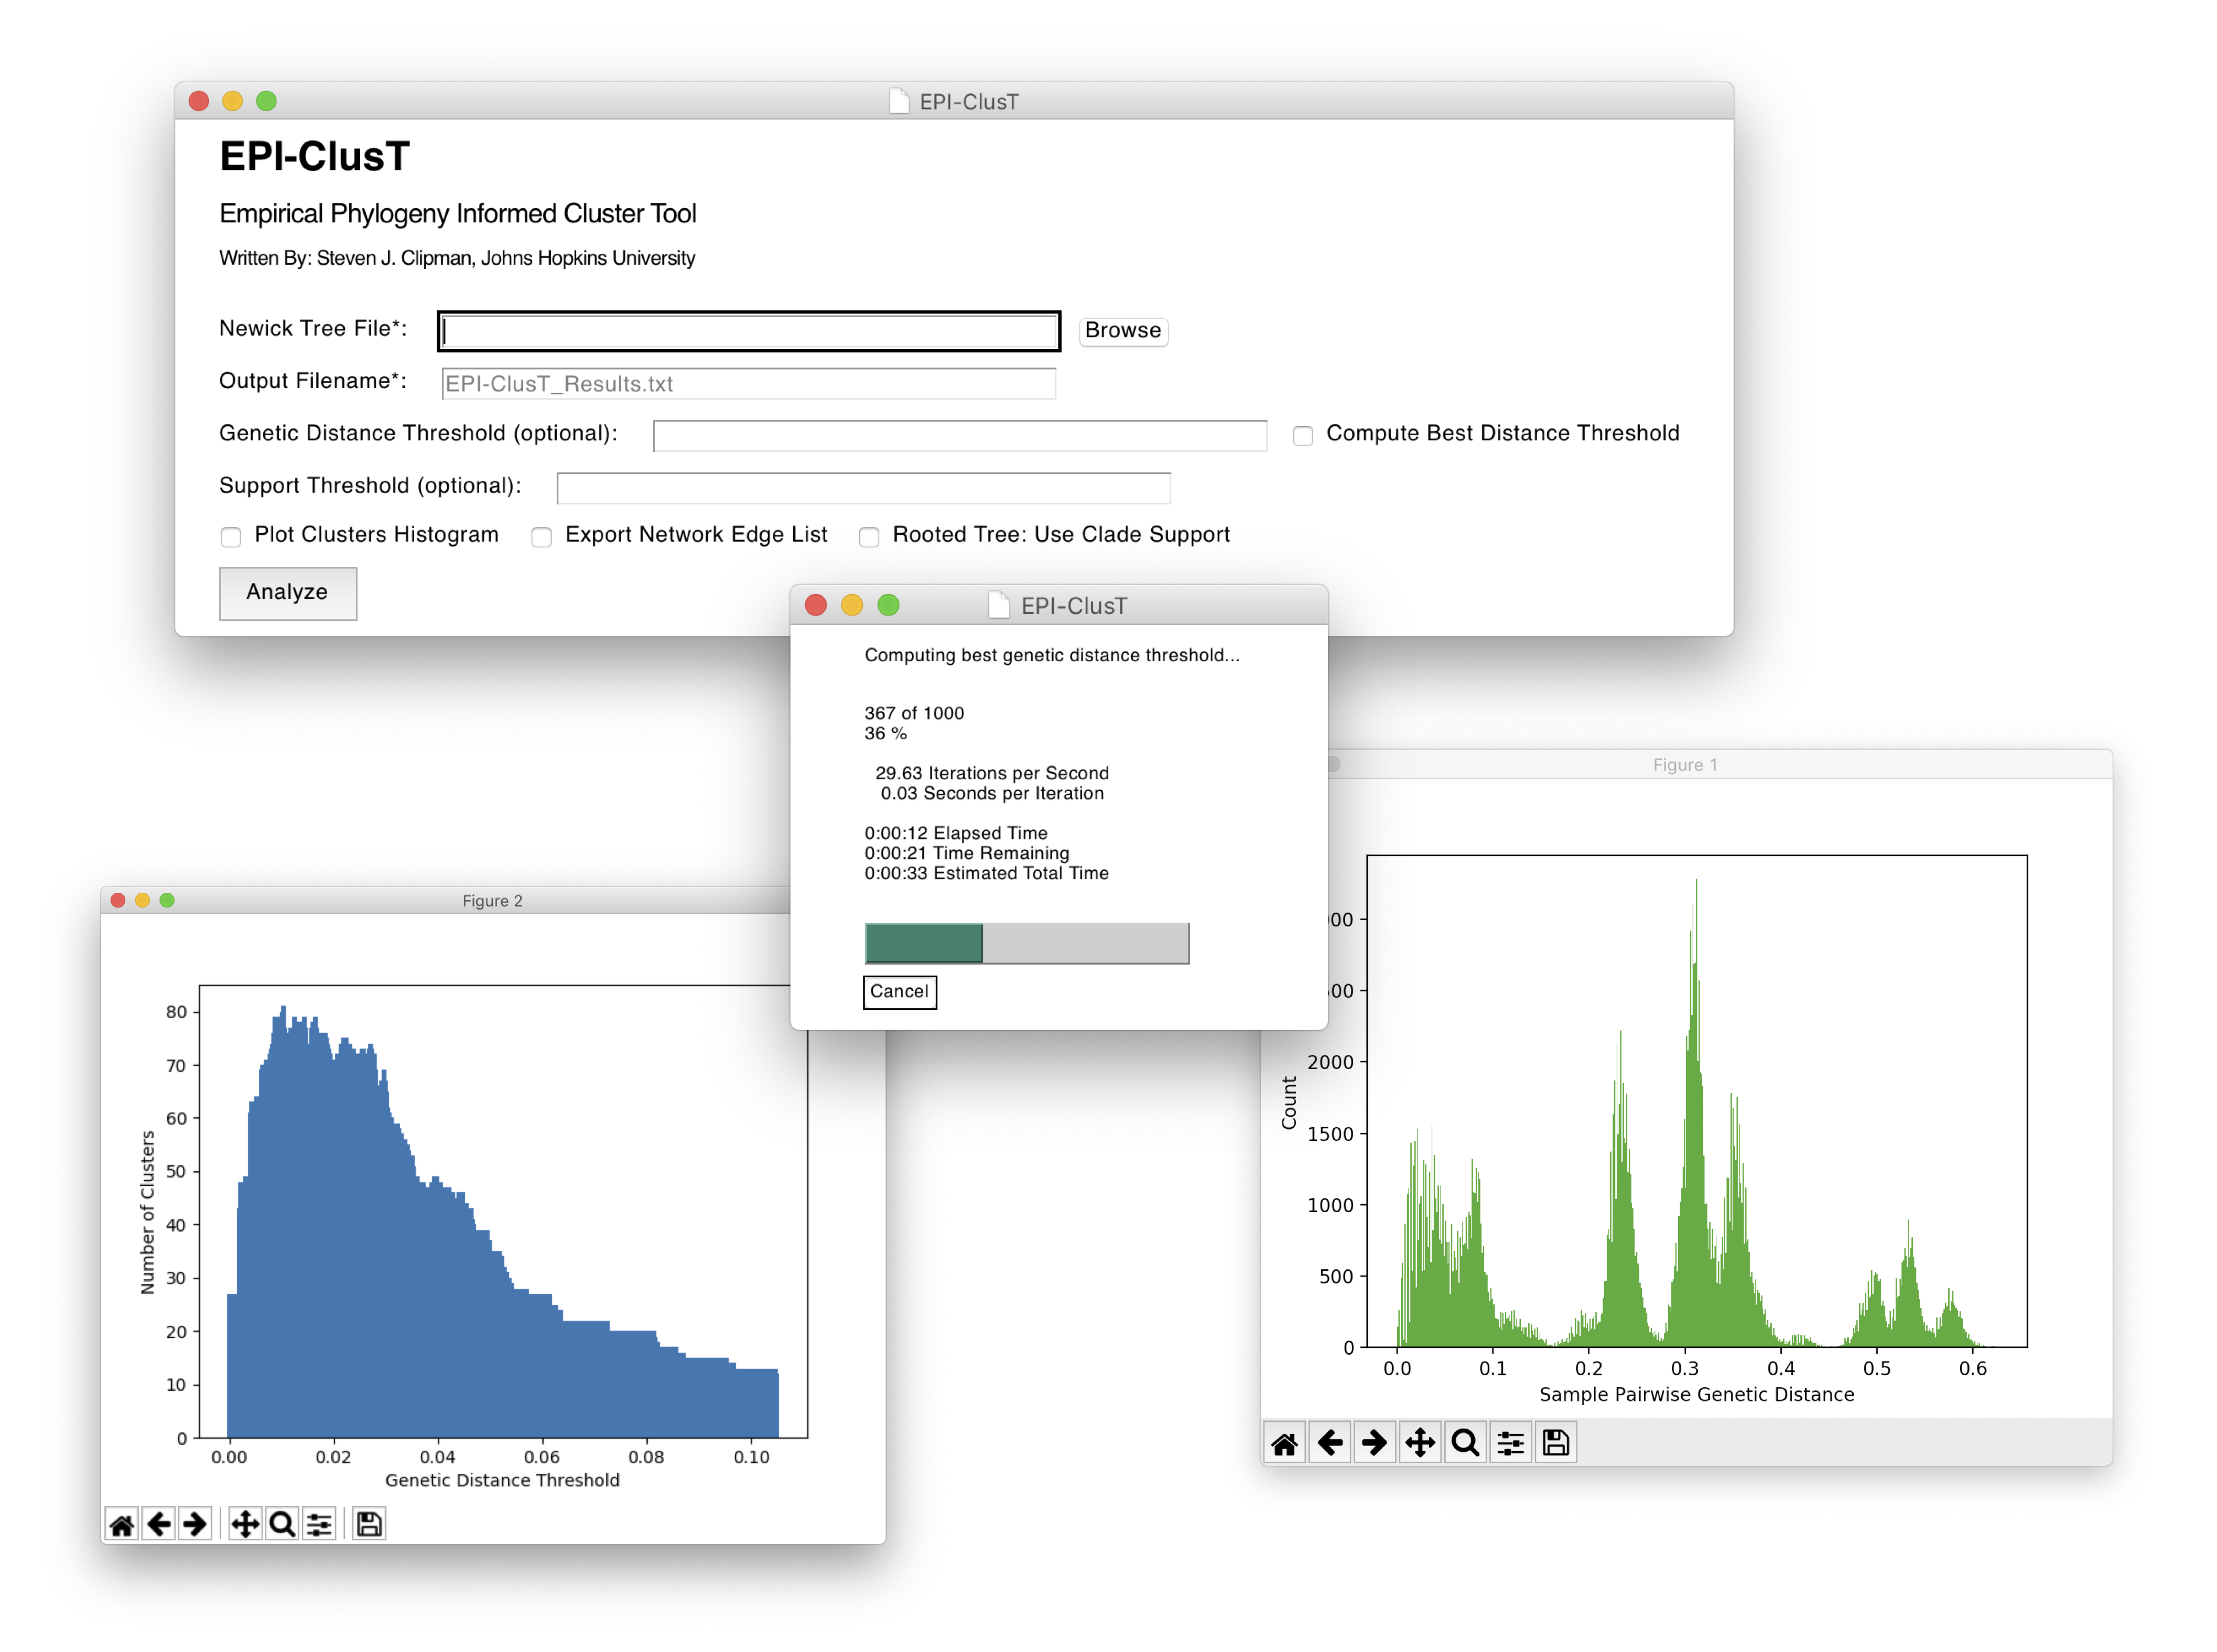 EPI-ClusT
EPI-ClusT
Empirical Phylogeny Informed Cluster Tool
Written By: Steven J. Clipman, Johns Hopkins University
Newick Tree File*:
Browse
Output Filename*:
EPI-ClusT_Results.txt
Genetic Distance Threshold (optional):
Compute Best Distance Threshold
Support Threshold (optional):
Plot Clusters Histogram
Export Network Edge List
Rooted Tree: Use Clade Support
Analyze
EPI-ClusT
Computing best genetic distance threshold...
367 of 1000
36 %
29.63 Iterations per Second
0.03 Seconds per Iteration
0:00:12 Elapsed Time
0:00:21 Time Remaining
0:00:33 Estimated Total Time
Cancel
Figure 2
80
70
60
50
40
30
20
10
0
Number of Clusters
0.00 0.02 0.04 0.06 0.08 0.10
Genetic Distance Threshold
Figure 1
2000
1500
1000
500
0
Count
0.0 0.1 0.2 0.3 0.4 0.5 0.6
Sample Pairwise Genetic Distance